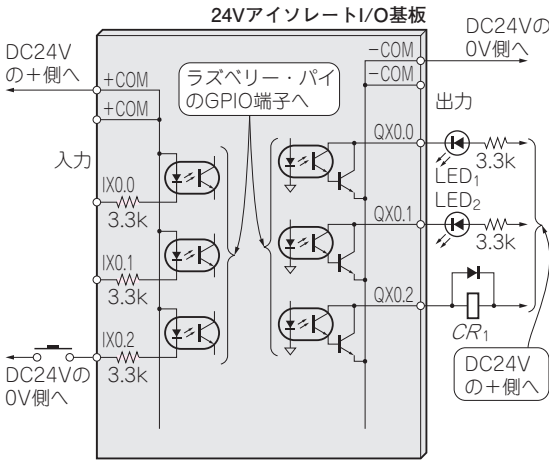 24VアイソレートI/O基板
DC24V
の+側へ
+COM
+COM
ラズベリー・パイ
のGPIO端子へ
-COM
-COM
DC24Vの
0V側へ
出力
入力
IX0.0
3.3k
IX0.1
3.3k
IX0.2
3.3k
DC24Vの
0V側へ
QX0.0
3.3k
LED1
LED2
QX0.1
3.3k
QX0.2
CR1
DC24V
の+側へ